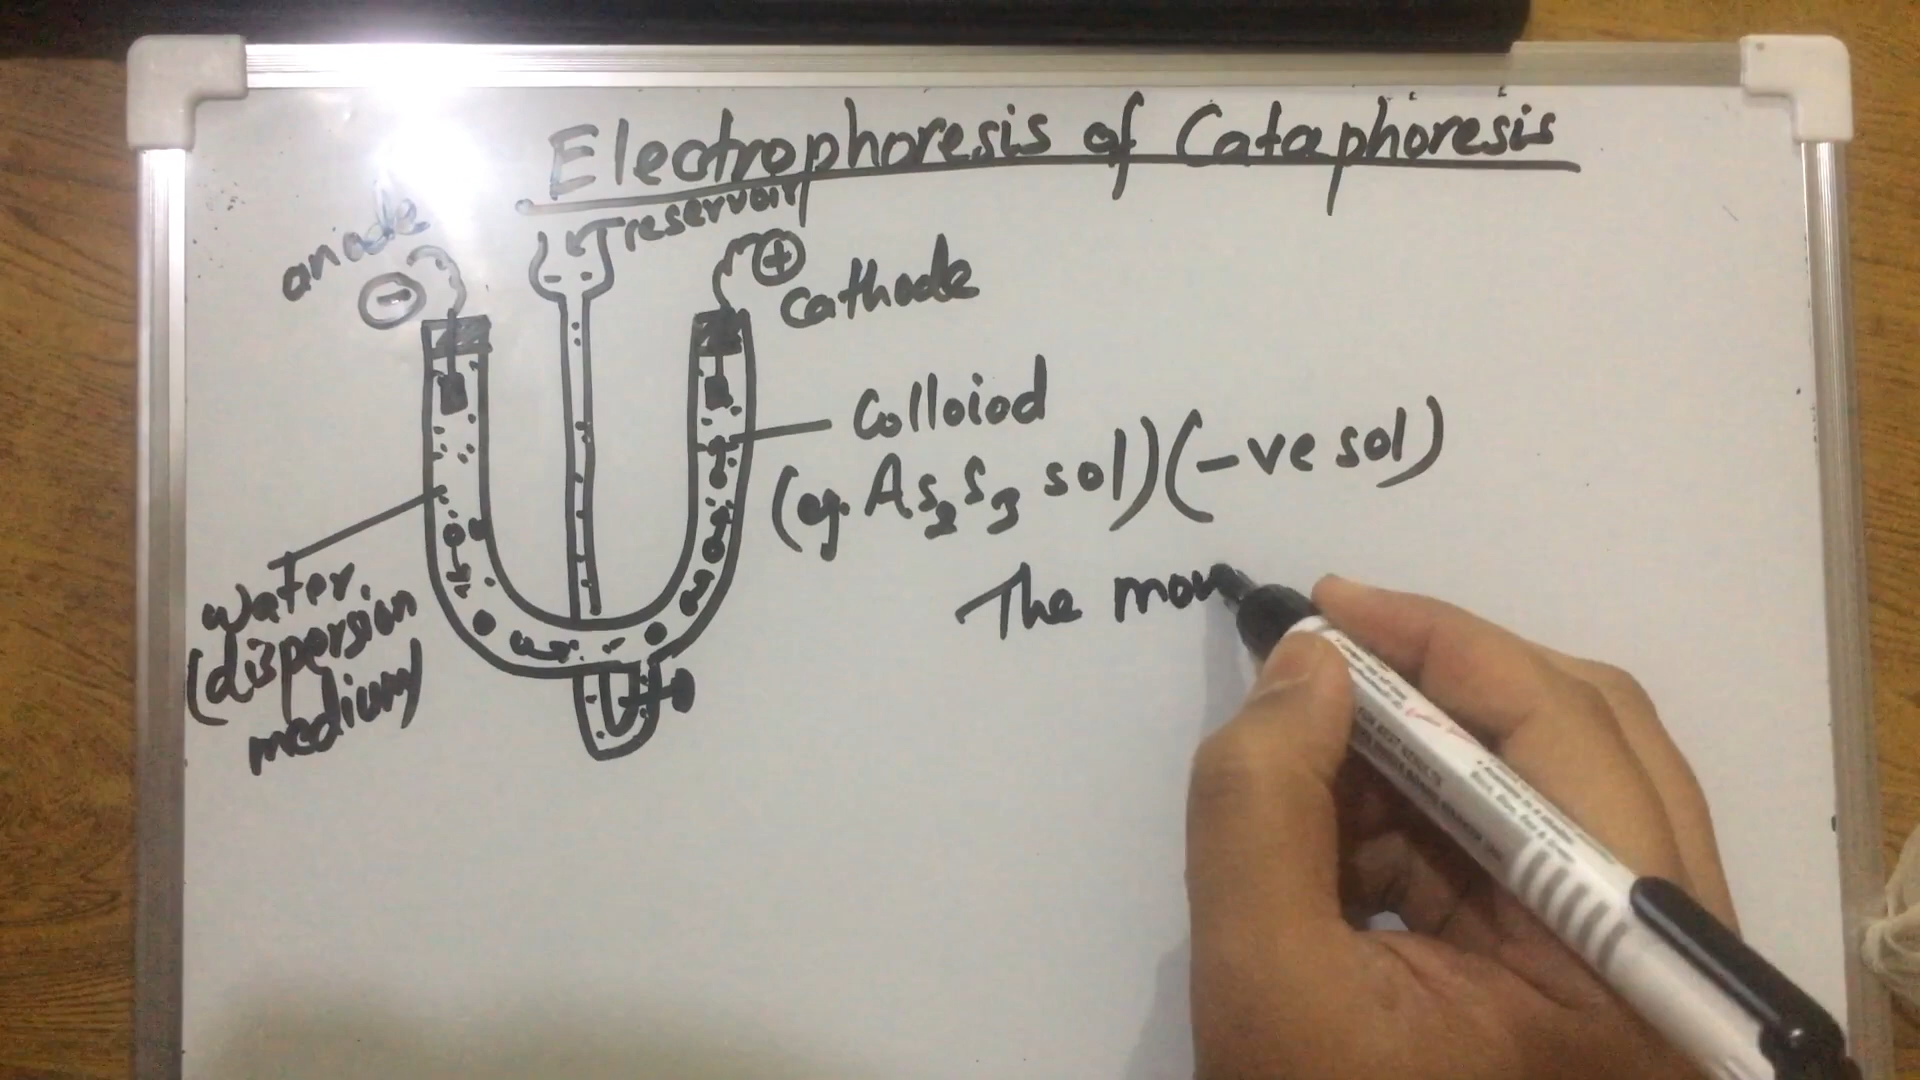 Electrophoresis of Cataphoresis
reservoir
anode
−
+
Cathode
Colloiod
(eg. As2S3 sol) (-ve sol)
The mov
Water
(dispersion
medium)